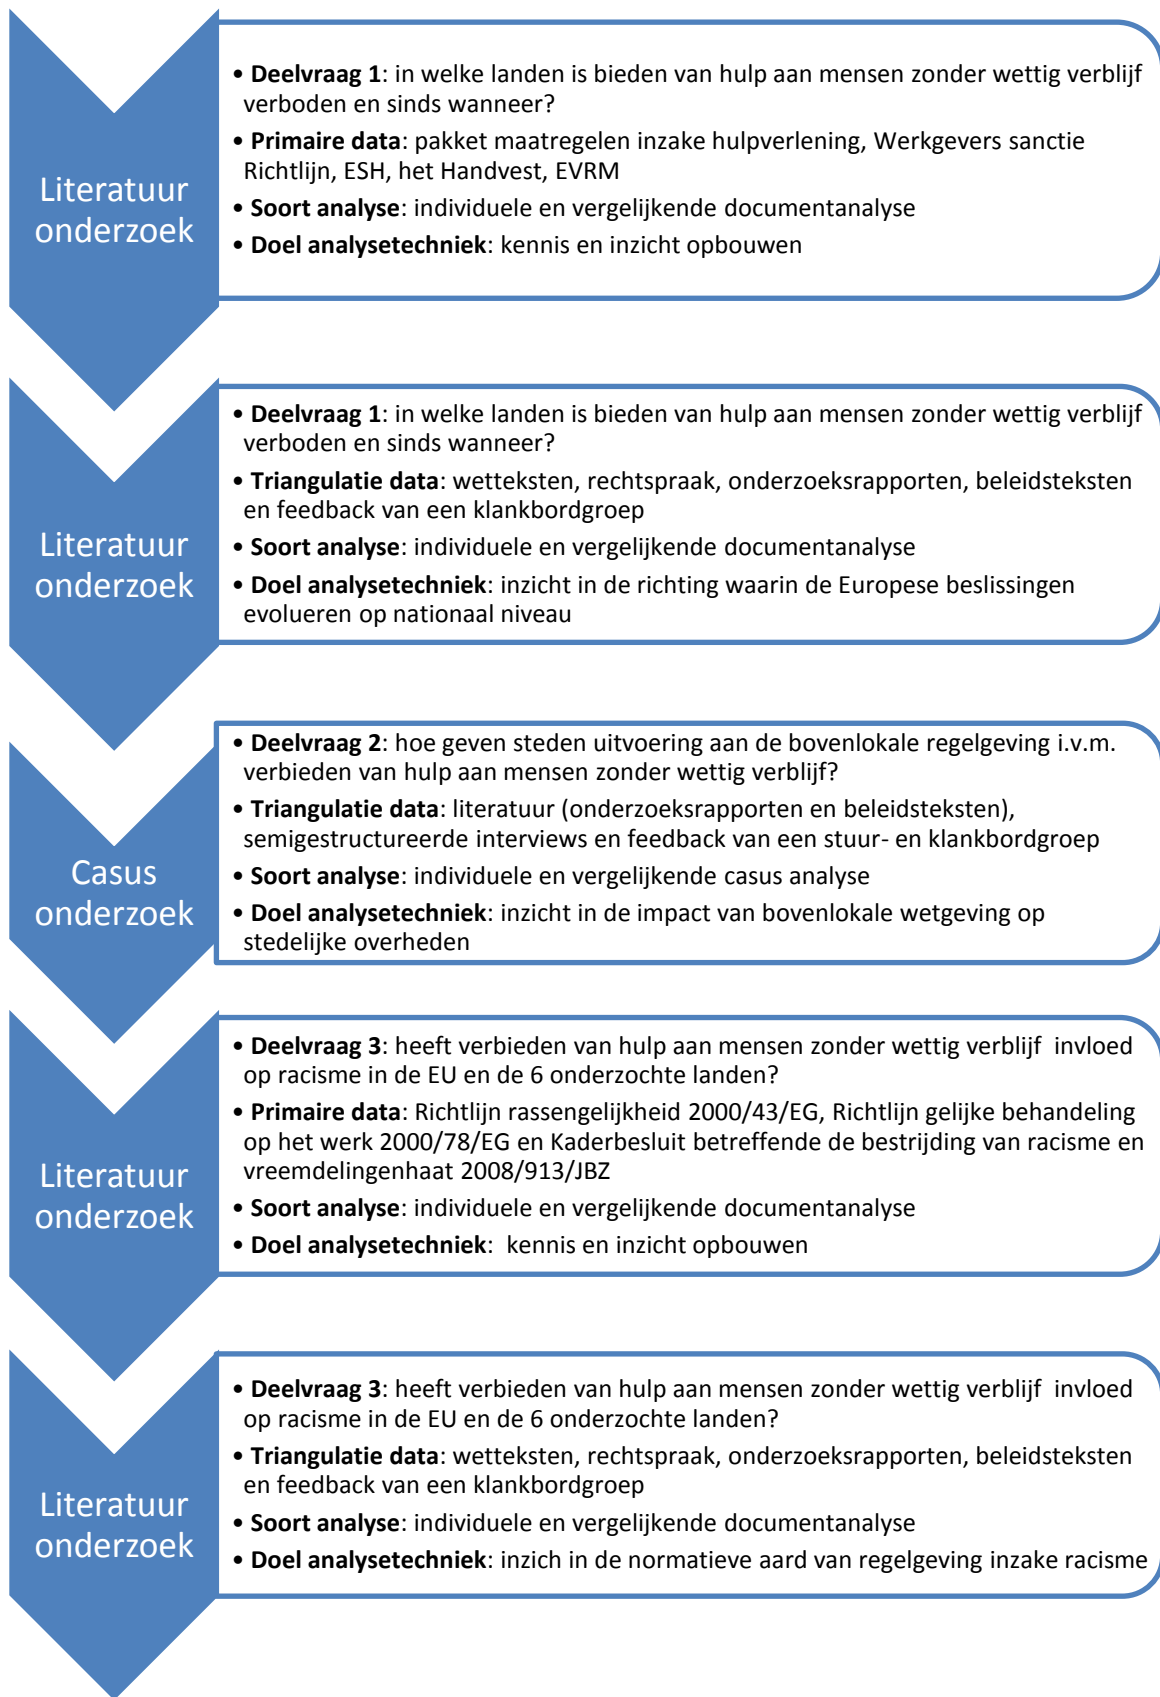 Literatuur
onderzoek
• Deelvraag 1: in welke landen is bieden van hulp aan mensen zonder wettig verblijf
verboden en sinds wanneer?
• Primaire data: pakket maatregelen inzake hulpverlening, Werkgevers sanctie
Richtlijn, ESH, het Handvest, EVRM
• Soort analyse: individuele en vergelijkende documentanalyse
• Doel analysetechniek: kennis en inzicht opbouwen
Literatuur
onderzoek
• Deelvraag 1: in welke landen is bieden van hulp aan mensen zonder wettig verblijf
verboden en sinds wanneer?
• Triangulatie data: wetteksten, rechtspraak, onderzoeksrapporten, beleidsteksten
en feedback van een klankbordgroep
• Soort analyse: individuele en vergelijkende documentanalyse
• Doel analysetechniek: inzicht in de richting waarin de Europese beslissingen
evolueren op nationaal niveau
Casus
onderzoek
• Deelvraag 2: hoe geven steden uitvoering aan de bovenlokale regelgeving i.v.m.
verbieden van hulp aan mensen zonder wettig verblijf?
• Triangulatie data: literatuur (onderzoeksrapporten en beleidsteksten),
semigestructureerde interviews en feedback van een stuur- en klankbordgroep
• Soort analyse: individuele en vergelijkende casus analyse
• Doel analysetechniek: inzicht in de impact van bovenlokale wetgeving op
stedelijke overheden
Literatuur
onderzoek
• Deelvraag 3: heeft verbieden van hulp aan mensen zonder wettig verblijf  invloed
op racisme in de EU en de 6 onderzochte landen?
• Primaire data: Richtlijn rassengelijkheid 2000/43/EG, Richtlijn gelijke behandeling
op het werk 2000/78/EG en Kaderbesluit betreffende de bestrijding van racisme en
vreemdelingenhaat 2008/913/JBZ
• Soort analyse: individuele en vergelijkende documentanalyse
• Doel analysetechniek:  kennis en inzicht opbouwen
Literatuur
onderzoek
• Deelvraag 3: heeft verbieden van hulp aan mensen zonder wettig verblijf  invloed
op racisme in de EU en de 6 onderzochte landen?
• Triangulatie data: wetteksten, rechtspraak, onderzoeksrapporten, beleidsteksten
en feedback van een klankbordgroep
• Soort analyse: individuele en vergelijkende documentanalyse
• Doel analysetechniek: inzich in de normatieve aard van regelgeving inzake racisme